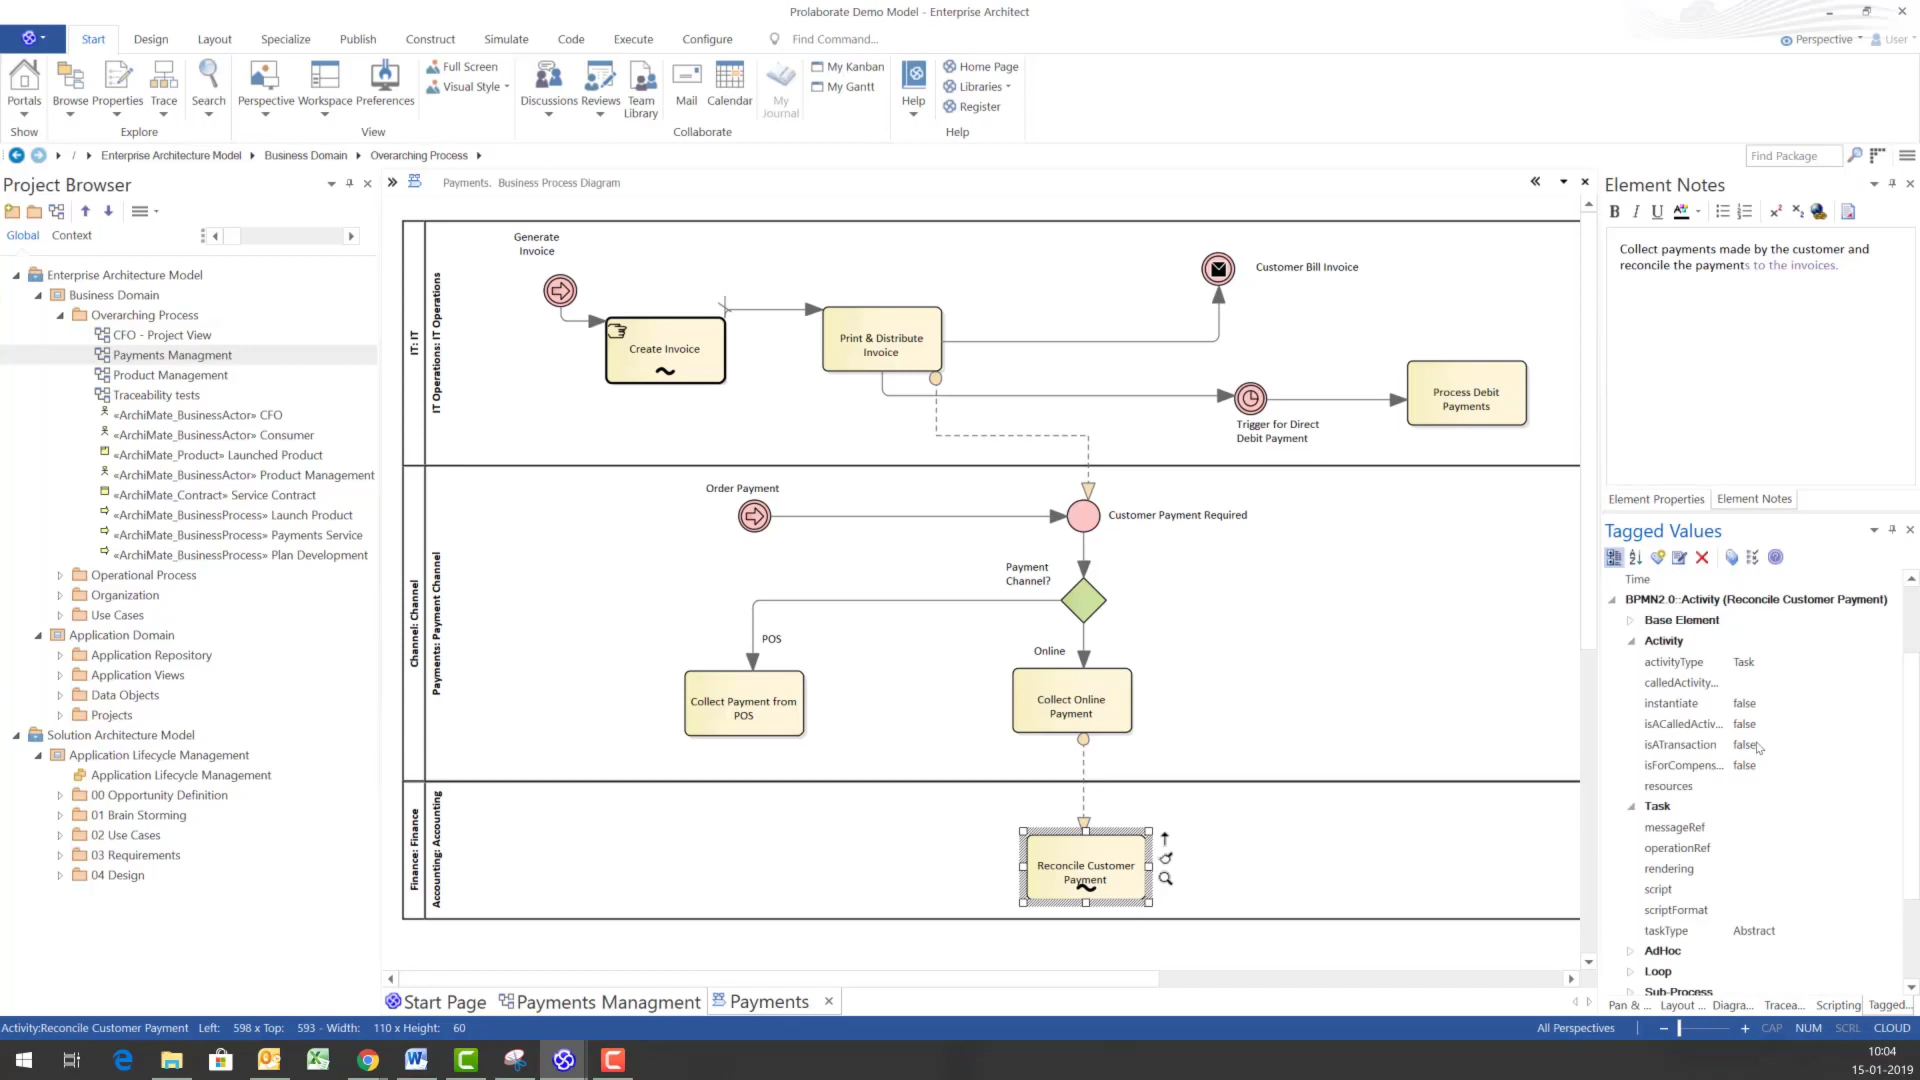 Prolaborate Demo Model - Enterprise Architect
Start
Design
Layout
Specialize
Publish
Construct
Simulate
Code
Execute
Configure
Find Command...
Perspective
User
Portals
Browse
Properties
Trace
Search
Perspective
Workspace
Preferences
Full Screen
Visual Style
Discussions
Reviews
Team
Library
Mail
Calendar
My
Journal
My Kanban
My Gantt
Help
Home Page
Libraries
Register
Show
Explore
View
Collaborate
Help
/
Enterprise Architecture Model
Business Domain
Overarching Process
Find Package
Project Browser
Global
Context
Enterprise Architecture Model
Business Domain
Overarching Process
CFO - Project View
Payments Managment
Product Management
Traceability tests
«ArchiMate_BusinessActor» CFO
«ArchiMate_BusinessActor» Consumer
«ArchiMate_Product» Launched Product
«ArchiMate_BusinessActor» Product Management
«ArchiMate_Contract» Service Contract
«ArchiMate_BusinessProcess» Launch Product
«ArchiMate_BusinessProcess» Payments Service
«ArchiMate_BusinessProcess» Plan Development
Operational Process
Organization
Use Cases
Application Domain
Application Repository
Application Views
Data Objects
Projects
Solution Architecture Model
Application Lifecycle Management
Application Lifecycle Management
00 Opportunity Definition
01 Brain Storming
02 Use Cases
03 Requirements
04 Design
Payments. Business Process Diagram
IT: IT
IT Operations: IT Operations
Generate
Invoice
Create Invoice
Print & Distribute
Invoice
Customer Bill Invoice
Trigger for Direct
Debit Payment
Process Debit
Payments
Channel: Channel
Payments: Payment Channel
Order Payment
Customer Payment Required
Payment
Channel?
POS
Online
Collect Payment from
POS
Collect Online
Payment
Finance: Finance
Accounting: Accounting
Reconcile Customer
Payment
Start Page
Payments Managment
Payments
Element Notes
B I U
Collect payments made by the customer and
reconcile the payments to the invoices.
Element Properties
Element Notes
Tagged Values
Time
BPMN2.0::Activity (Reconcile Customer Payment)
Base Element
Activity
activityType Task
calledActivity...
instantiate false
isACalledActiv... false
isATransaction false
isForCompens... false
resources
Task
messageRef
operationRef
rendering
script
scriptFormat
taskType Abstract
AdHoc
Loop
Sub-Process
Pan & ...
Layout ...
Diagra...
Tracea...
Scripting
Tagged...
Activity:Reconcile Customer Payment Left: 598 x Top: 593 - Width: 110 x Height: 60
All Perspectives
CAP
NUM
SCRL
CLOUD
10:04
15-01-2019